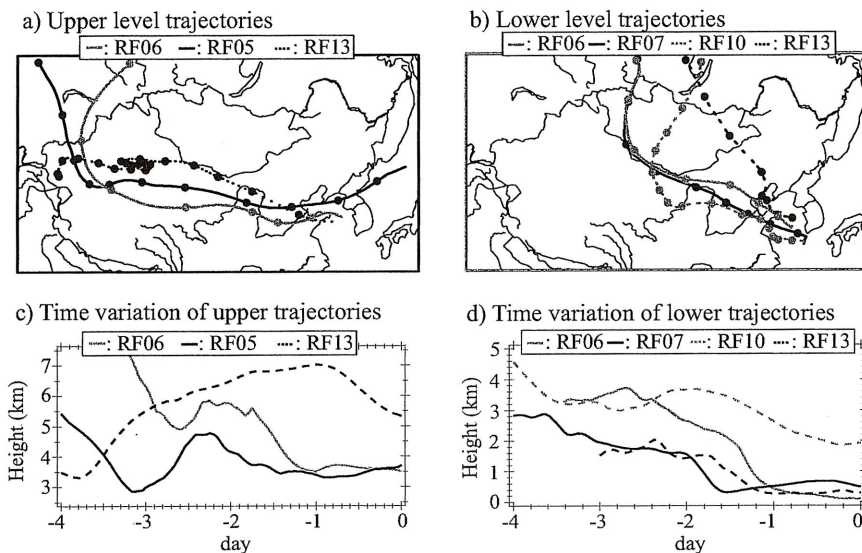 a) Upper level trajectories
: RF06 : RF05 : RF13
b) Lower level trajectories
: RF06 : RF07 : RF10 : RF13
c) Time variation of upper trajectories
: RF06 : RF05 : RF13
7
6
5
4
3
Height (km)
-4 -3 -2 -1 0
day
d) Time variation of lower trajectories
: RF06 : RF07 : RF10 : RF13
5
4
3
2
1
0
Height (km)
-4 -3 -2 -1 0
day